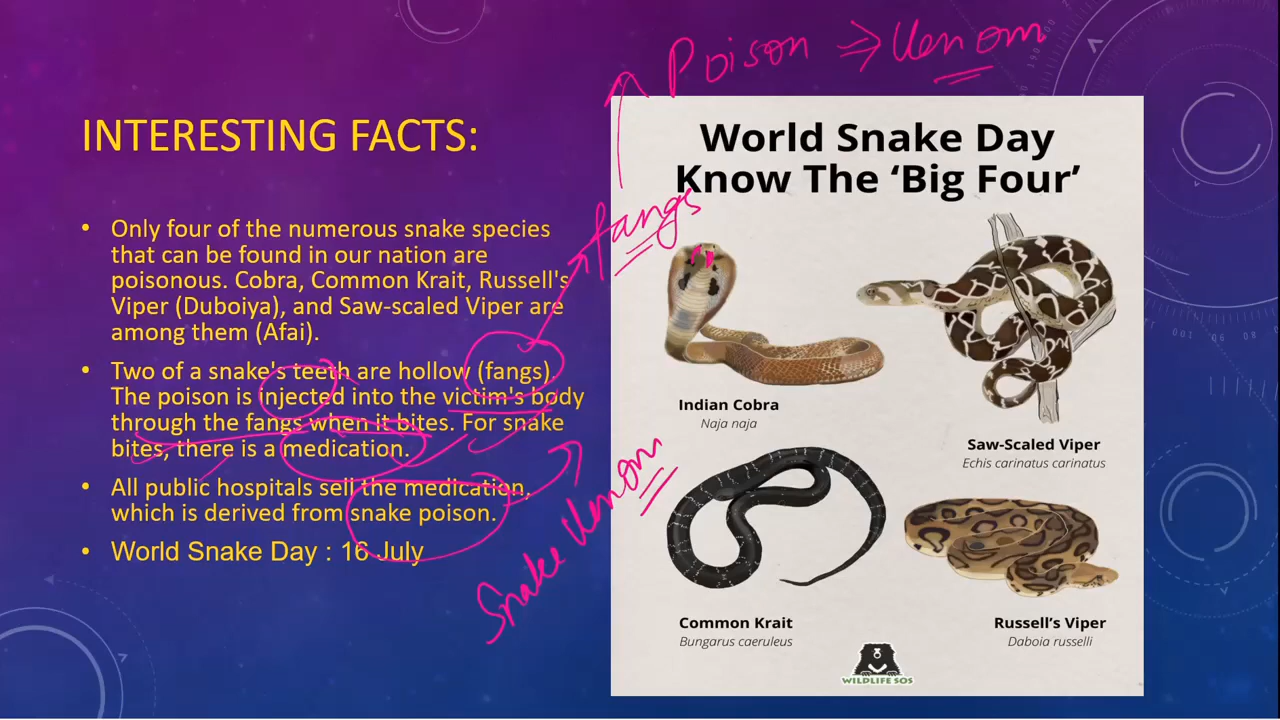 Poison ⇒ Venom
INTERESTING FACTS:
World Snake Day
Know The ‘Big Four’
fangs
• Only four of the numerous snake species
that can be found in our nation are
poisonous. Cobra, Common Krait, Russell's
Viper (Duboiya), and Saw-scaled Viper are
among them (Afai).
• Two of a snake's teeth are hollow (fangs).
The poison is injected into the victim's body
through the fangs when it bites. For snake
bites, there is a medication.
• All public hospitals sell the medication,
which is derived from snake poison.
• World Snake Day : 16 July
Snake Venom
Indian Cobra
Naja naja
Saw-Scaled Viper
Echis carinatus carinatus
Common Krait
Bungarus caeruleus
Russell’s Viper
Daboia russelli
WILDLIFE SOS